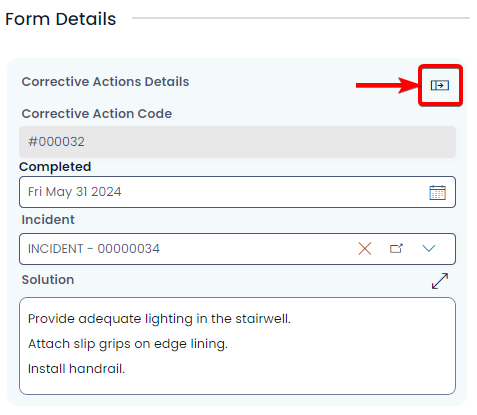 Form Details
Corrective Actions Details
Corrective Action Code
#000032
Completed
Fri May 31 2024
Incident
INCIDENT - 00000034
Solution
Provide adequate lighting in the stairwell.
Attach slip grips on edge lining.
Install handrail.